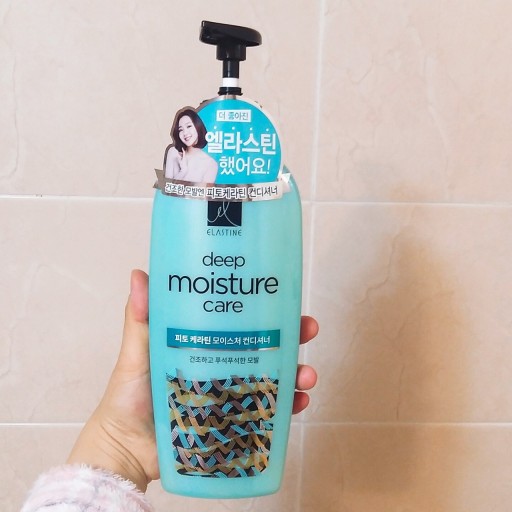 더 좋아진
엘라스틴
했어요!
건조한 모발엔 피토케라틴 컨디셔너
el
ELASTINE
deep
moisture
care
피토 케라틴 모이스처 컨디셔너
건조하고 푸석푸석한 모발